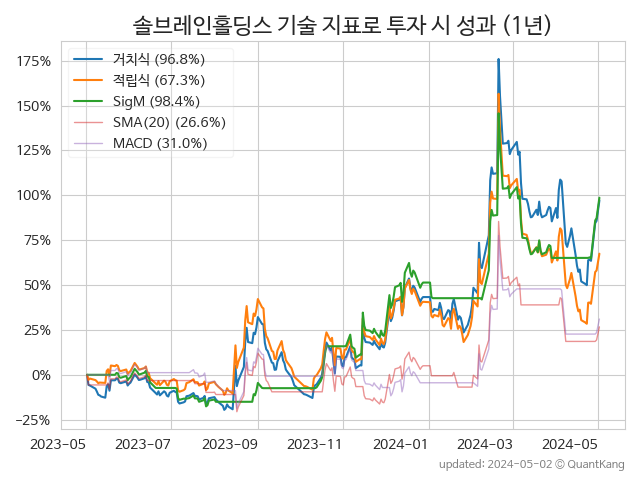 솔브레인홀딩스 기술 지표로 투자 시 성과 (1년)
거치식 (96.8%)
적립식 (67.3%)
SigM (98.4%)
SMA(20) (26.6%)
MACD (31.0%)
175%
150%
125%
100%
75%
50%
25%
0%
−25%
2023-05 2023-07 2023-09 2023-11 2024-01 2024-03 2024-05
updated: 2024-05-02 © QuantKang